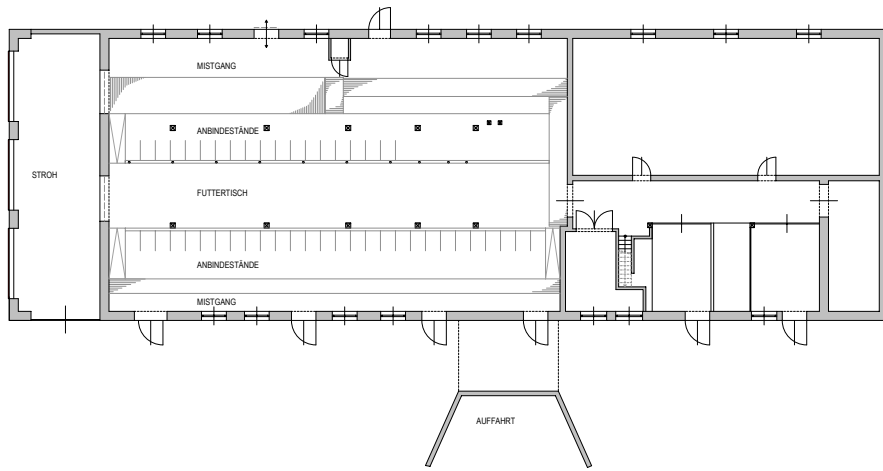 MISTGANG
ANBINDESTÄNDE
STROH
FUTTERTISCH
ANBINDESTÄNDE
MISTGANG
AUFFAHRT